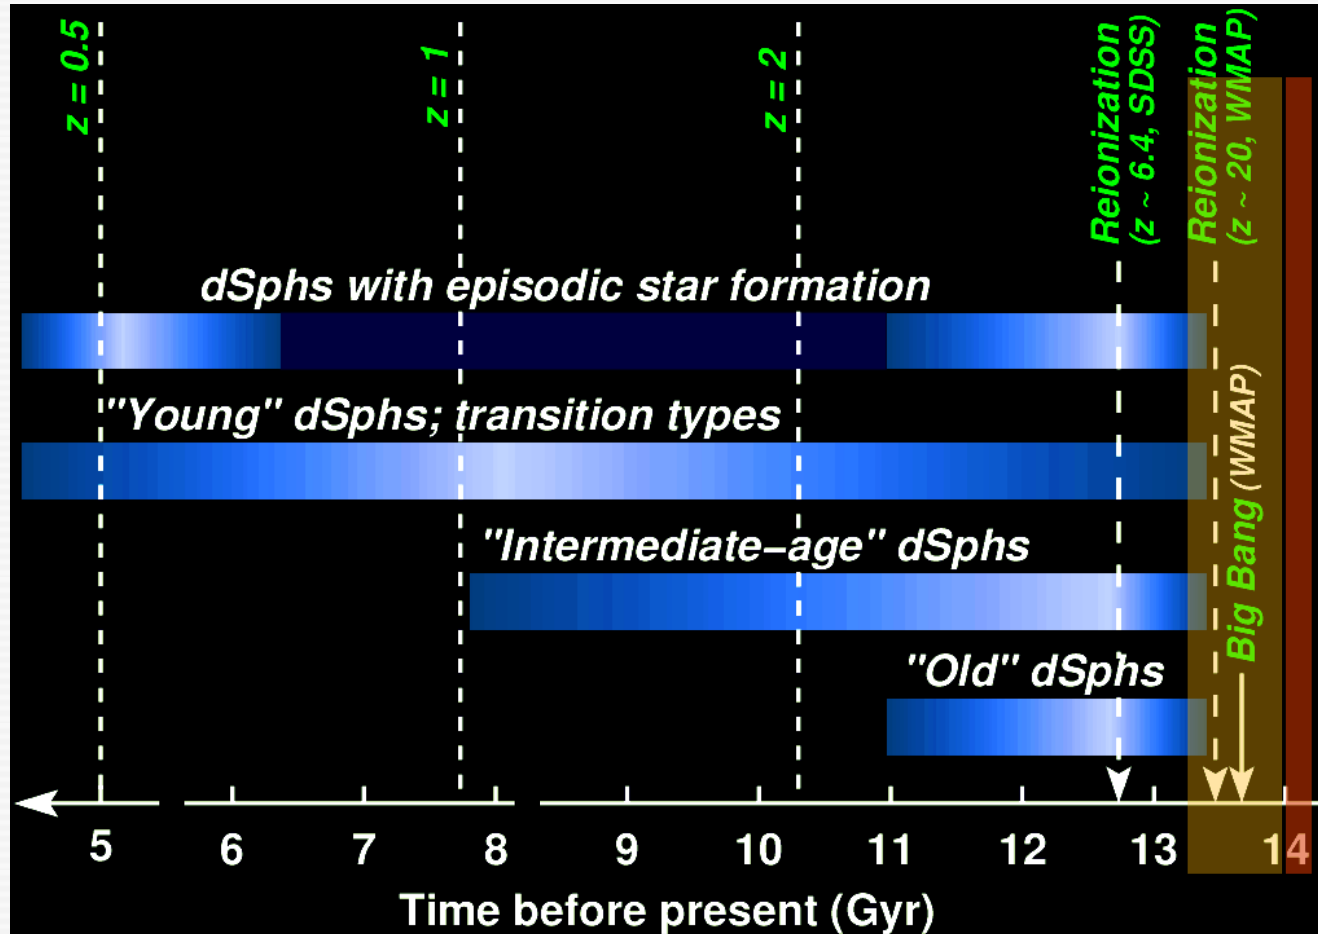 z = 0.5
z = 1
z = 2
Reionization
(z ~ 6.4, SDSS)
Reionization
(z ~ 20, WMAP)
dSphs with episodic star formation
"Young" dSphs; transition types
Big Bang (WMAP)
"Intermediate–age" dSphs
"Old" dSphs
5 6 7 8 9 10 11 12 13 14
Time before present (Gyr)